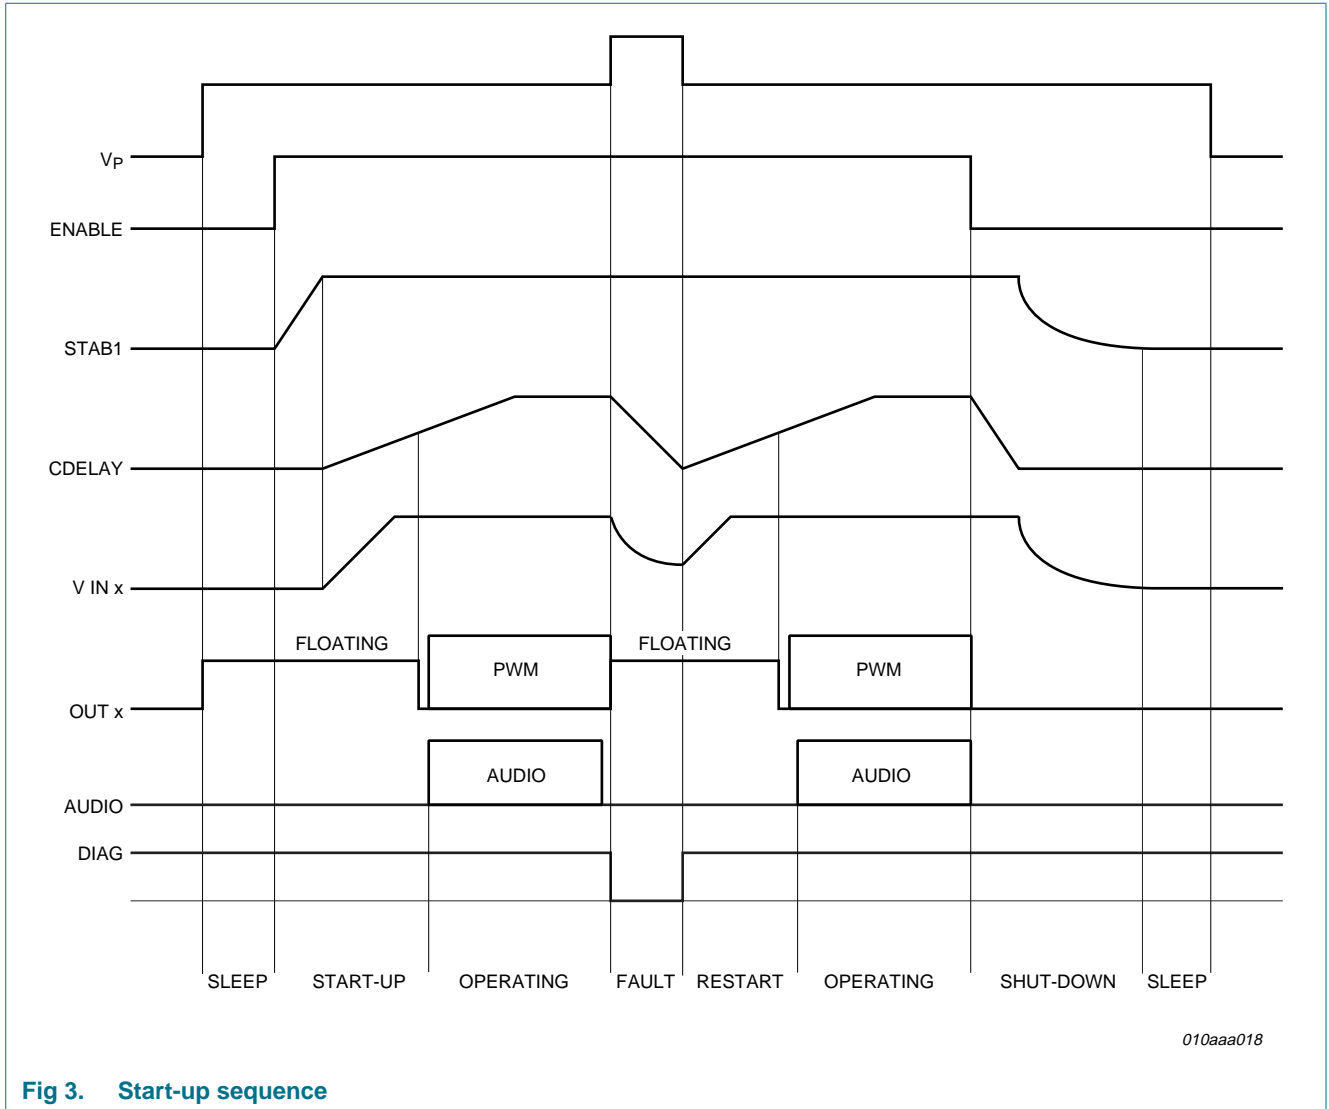 VP
ENABLE
STAB1
CDELAY
V IN x
FLOATING FLOATING
PWM PWM
OUT x
AUDIO AUDIO
AUDIO
DIAG
SLEEP START-UP OPERATING FAULT RESTART OPERATING SHUT-DOWN SLEEP
010aaa018
Fig 3. Start-up sequence